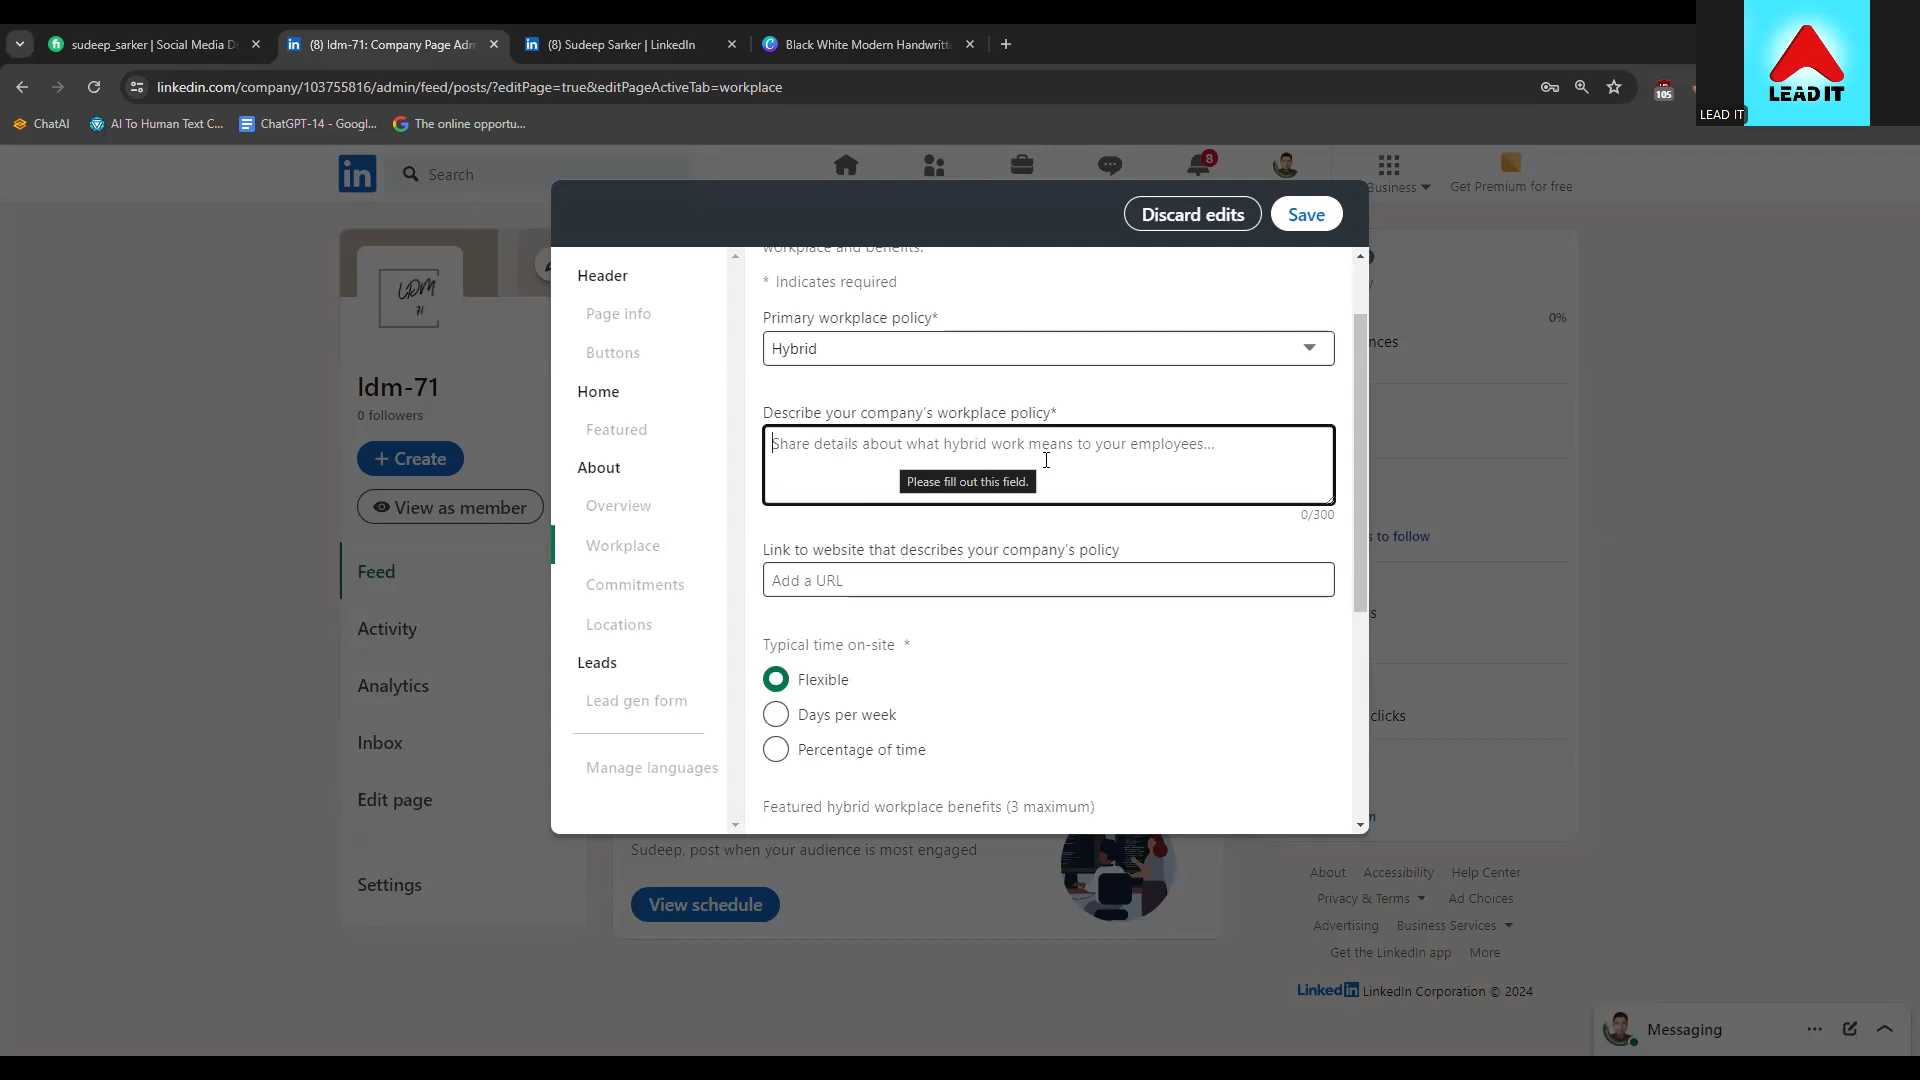 sudeep_sarker | Social Media D
(8) ldm-71: Company Page Adm
(8) Sudeep Sarker | LinkedIn
Black White Modern Handwritt
LEAD IT
LEAD IT
linkedin.com/company/103755816/admin/feed/posts/?editPage=true&editPageActiveTab=workplace
105
ChatAI
AI To Human Text C...
ChatGPT-14 - Googl...
The online opportu...
Search
8
Business
Get Premium for free
Discard edits
Save
workplace and benefits.
Header
Page info
Buttons
Home
Featured
About
Overview
Workplace
Commitments
Locations
Leads
Lead gen form
Manage languages
* Indicates required
Primary workplace policy*
Hybrid
Describe your company's workplace policy*
Share details about what hybrid work means to your employees...
Please fill out this field.
0/300
Link to website that describes your company's policy
Add a URL
Typical time on-site *
Flexible
Days per week
Percentage of time
Featured hybrid workplace benefits (3 maximum)
LDM
71
ldm-71
0 followers
+ Create
View as member
Feed
Activity
Analytics
Inbox
Edit page
Settings
0%
nces
s to follow
s
clicks
m
Sudeep, post when your audience is most engaged
View schedule
About Accessibility Help Center
Privacy & Terms Ad Choices
Advertising Business Services
Get the LinkedIn app More
LinkedIn LinkedIn Corporation © 2024
Messaging